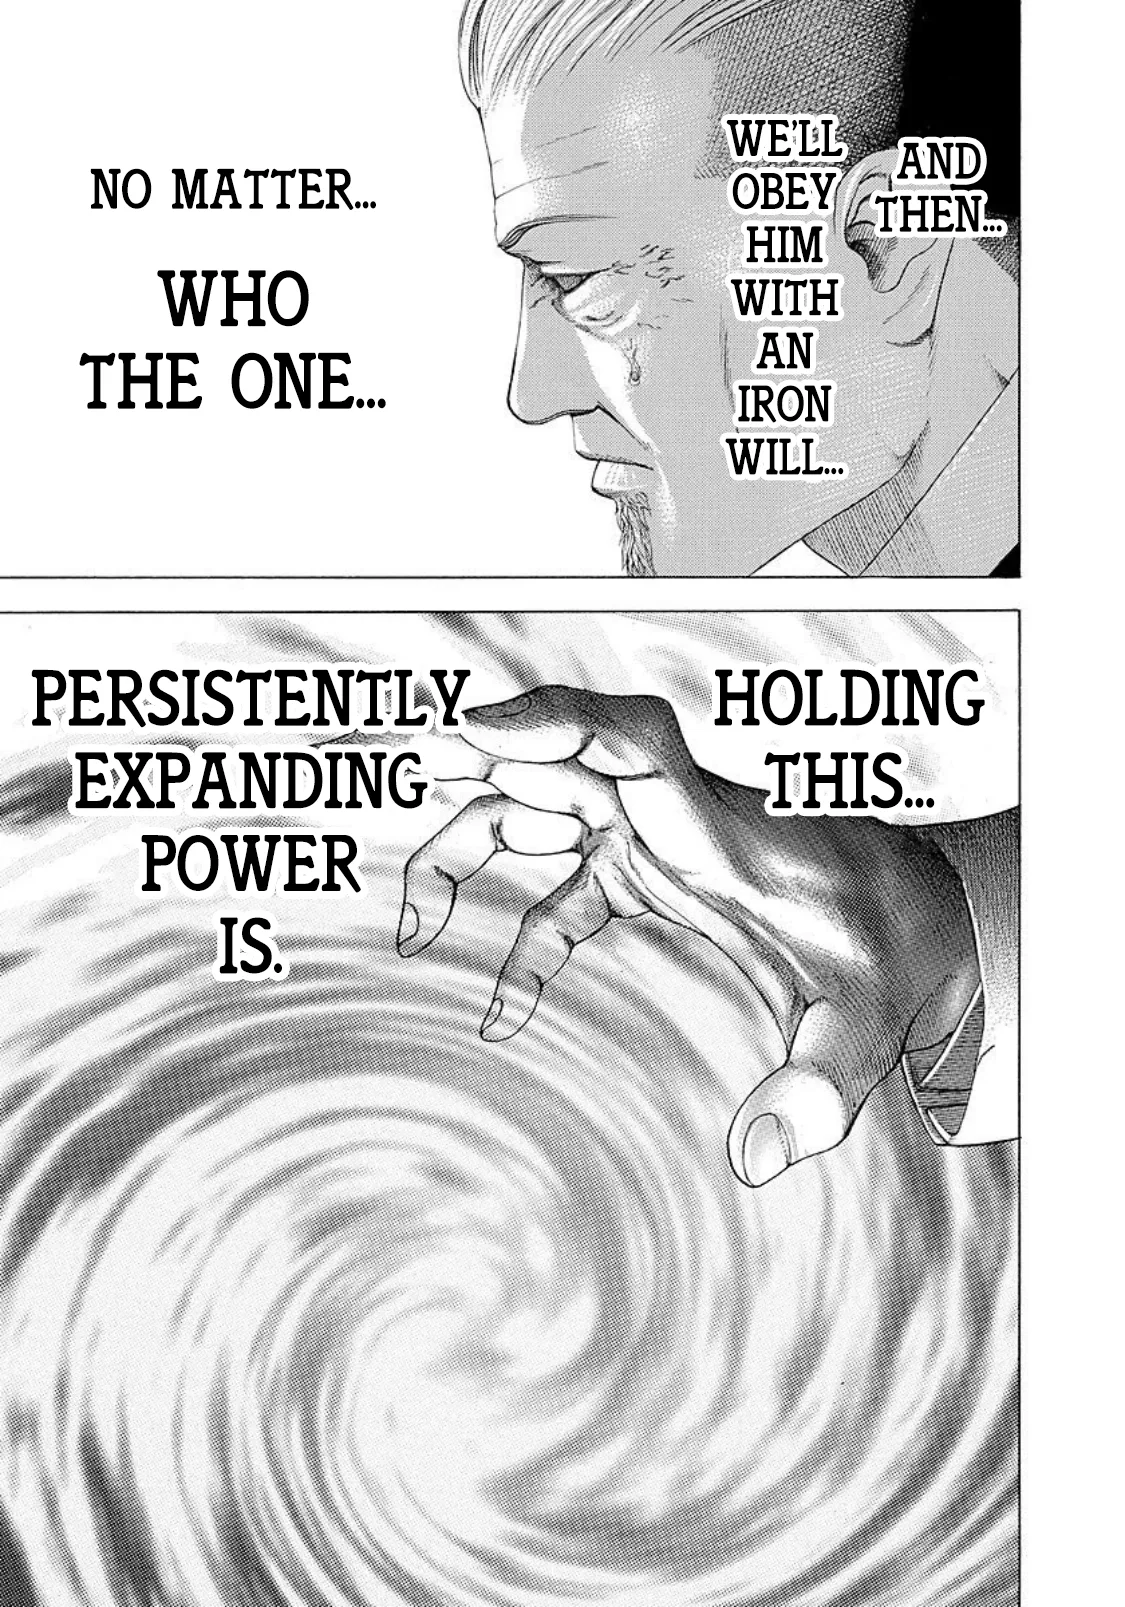 AND
THEN...
WE'LL
OBEY
HIM
WITH
AN
IRON
WILL...
NO MATTER...
WHO
THE ONE...
HOLDING
THIS...
PERSISTENTLY
EXPANDING
POWER
IS.